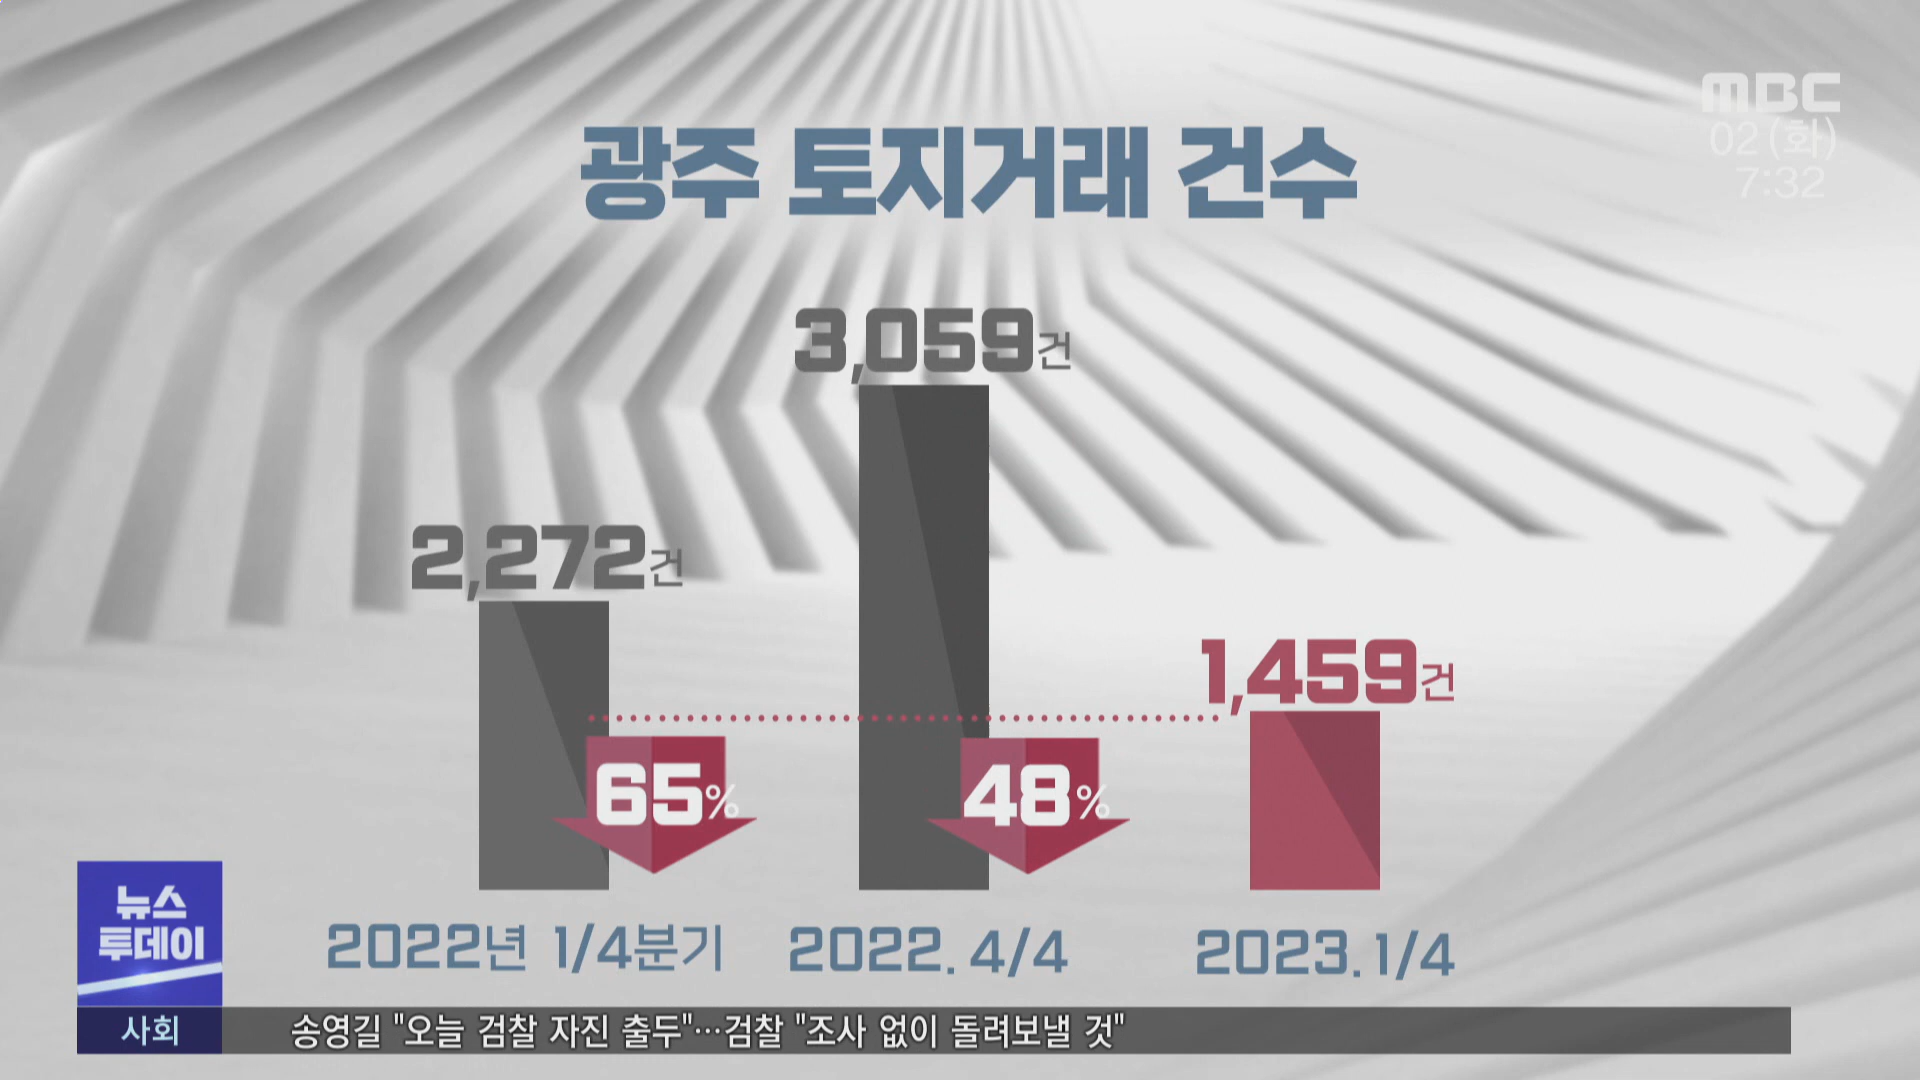 MBC
02(화)
7:32
광주 토지거래 건수
3,059건
2,272건
1,459건
65%
48%
2022년 1/4분기
2022. 4/4
2023. 1/4
뉴스
투데이
사회
송영길 "오늘 검찰 자진 출두"…검찰 "조사 없이 돌려보낼 것"